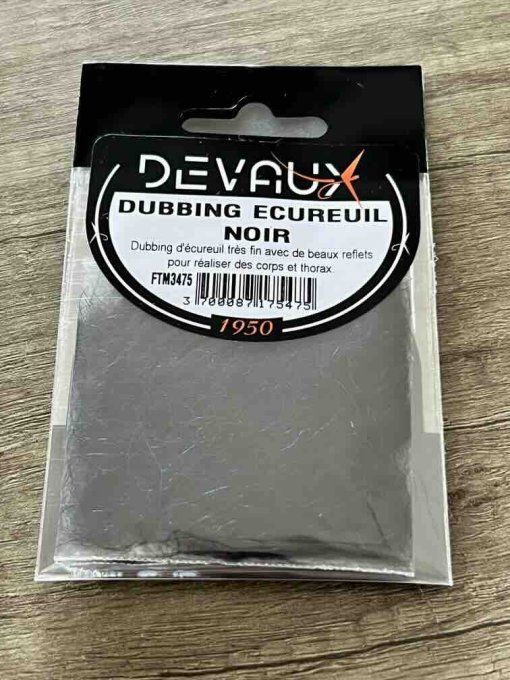 DEVAUX
DUBBING ECUREUIL
NOIR
Dubbing d'écureuil très fin avec de beaux reflets
pour réaliser des corps et thorax
FTM3475
3 700087 175475
1950